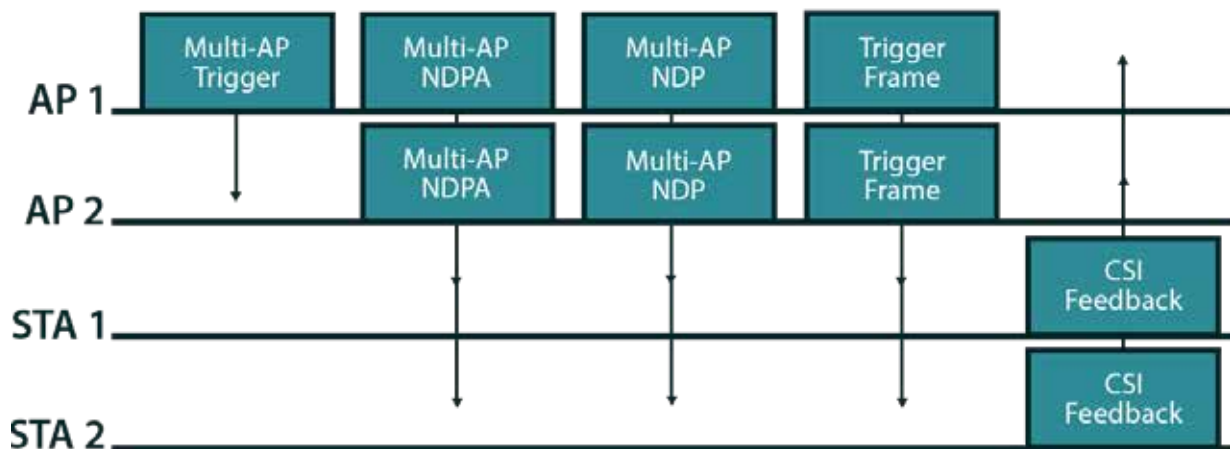 Multi-AP
Trigger
Multi-AP
NDPA
Multi-AP
NDP
Trigger
Frame
AP 1
Multi-AP
NDPA
Multi-AP
NDP
Trigger
Frame
AP 2
CSI
Feedback
STA 1
CSI
Feedback
STA 2